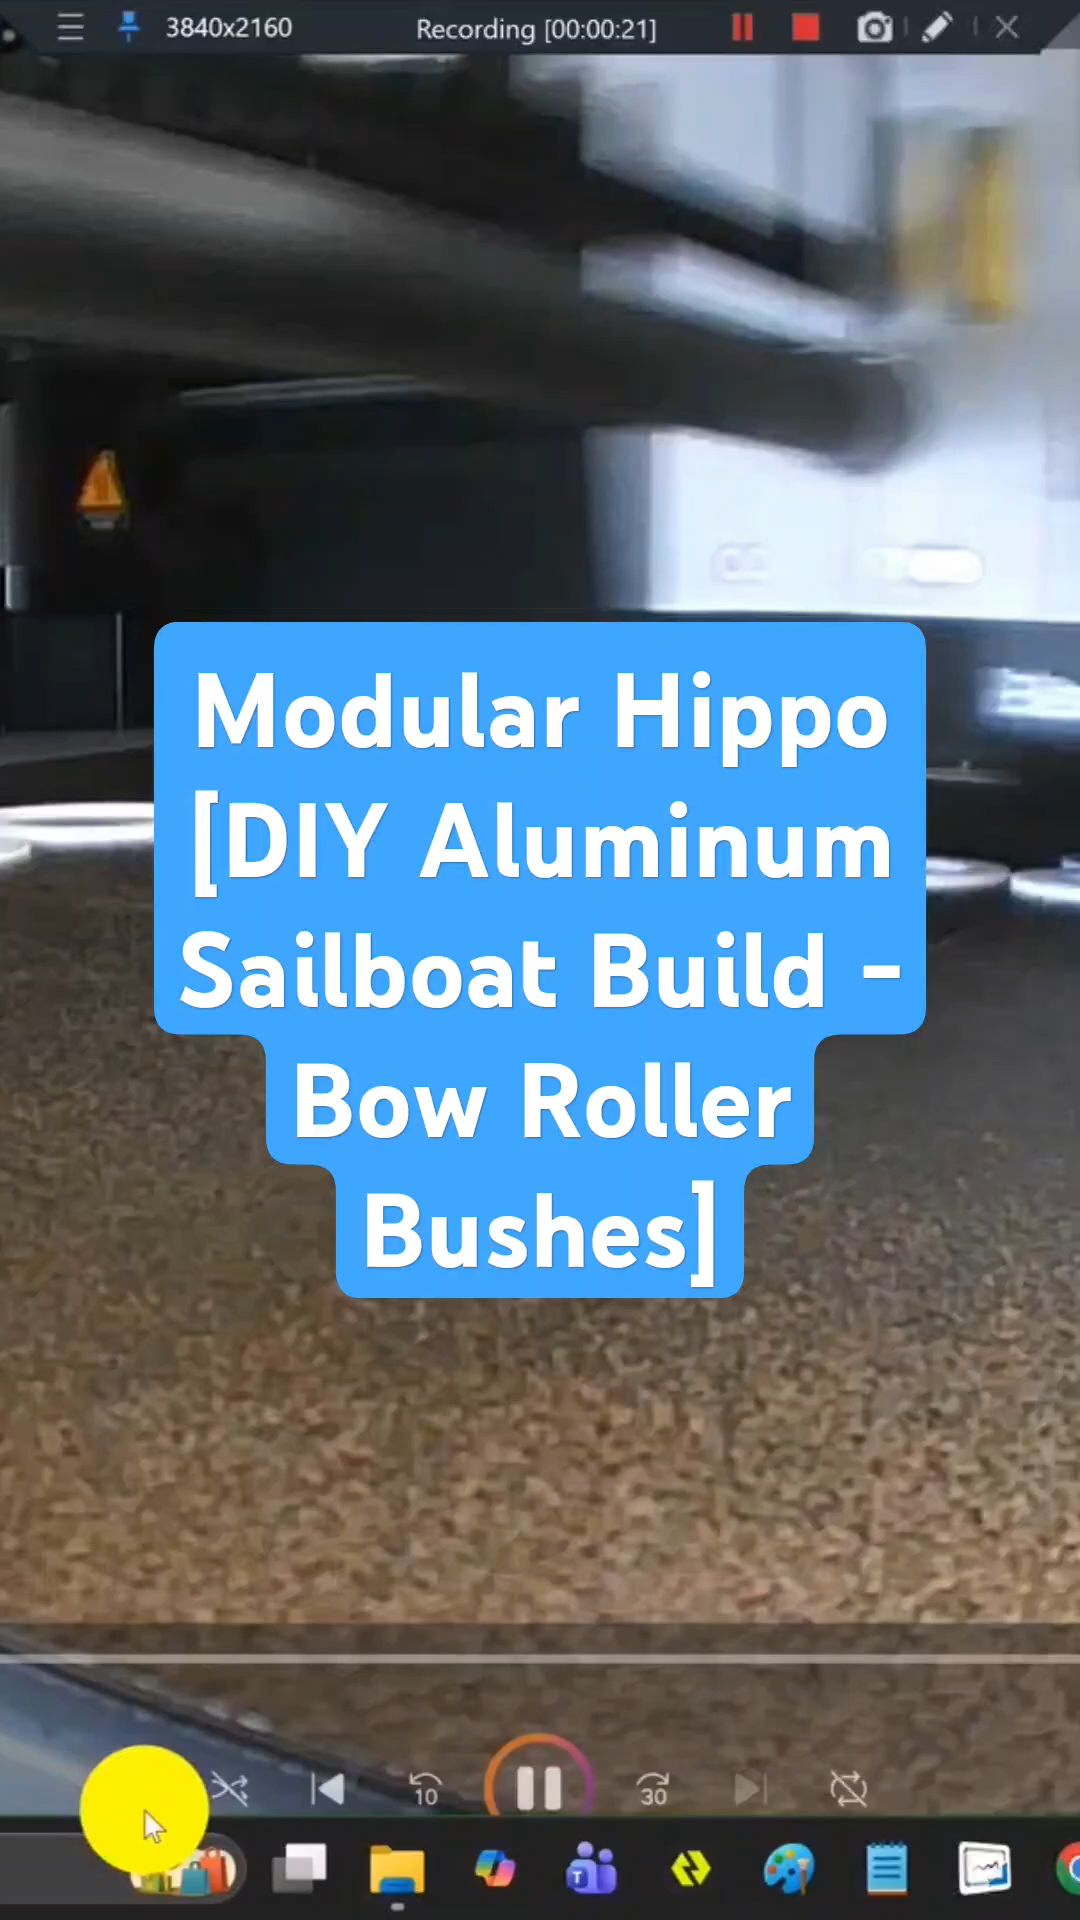 3840x2160
Recording [00:00:21]
Modular Hippo
[DIY Aluminum
Sailboat Build -
Bow Roller
Bushes]
10
30
T